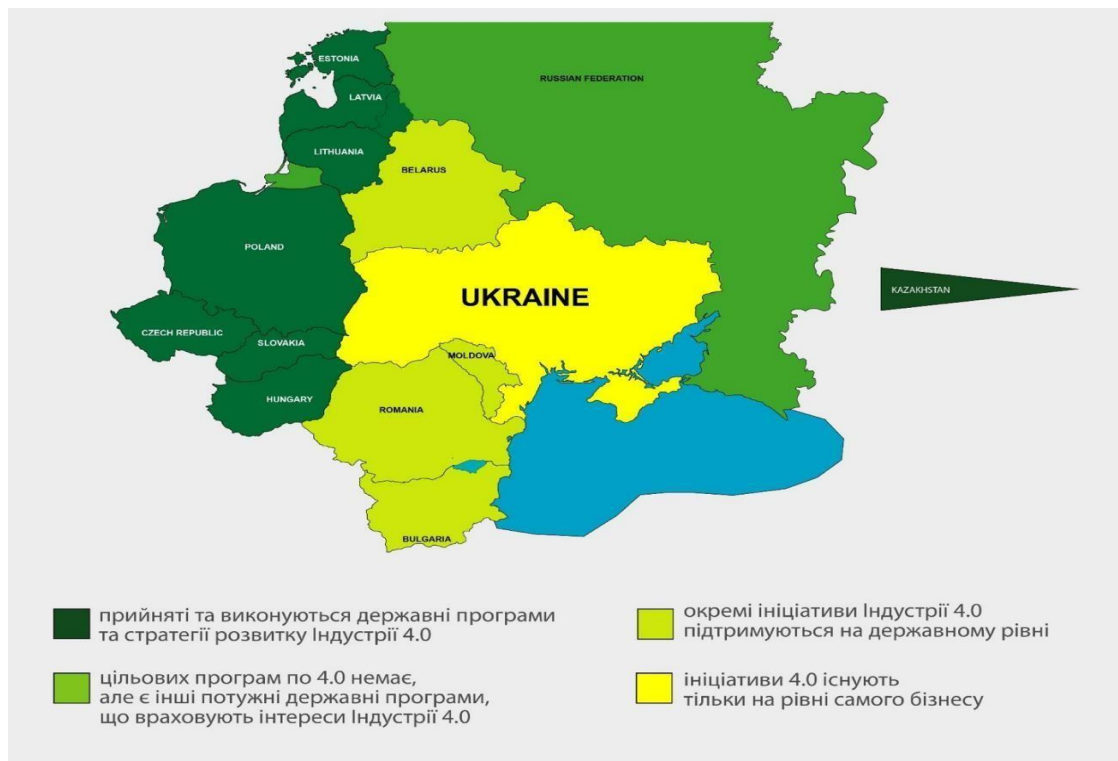 ESTONIA
RUSSIAN FEDERATION
LATVIA
LITHUANIA
BELARUS
POLAND
UKRAINE
KAZAKHSTAN
CZECH REPUBLIC
SLOVAKIA
MOLDOVA
HUNGARY
ROMANIA
BULGARIA
прийняті та виконуються державні програми
та стратегії розвитку Індустрії 4.0
цільових програм по 4.0 немає,
але є інші потужні державні програми,
що враховують інтереси Індустрії 4.0
окремі ініціативи Індустрії 4.0
підтримуються на державному рівні
ініціативи 4.0 існують
тільки на рівні самого бізнесу